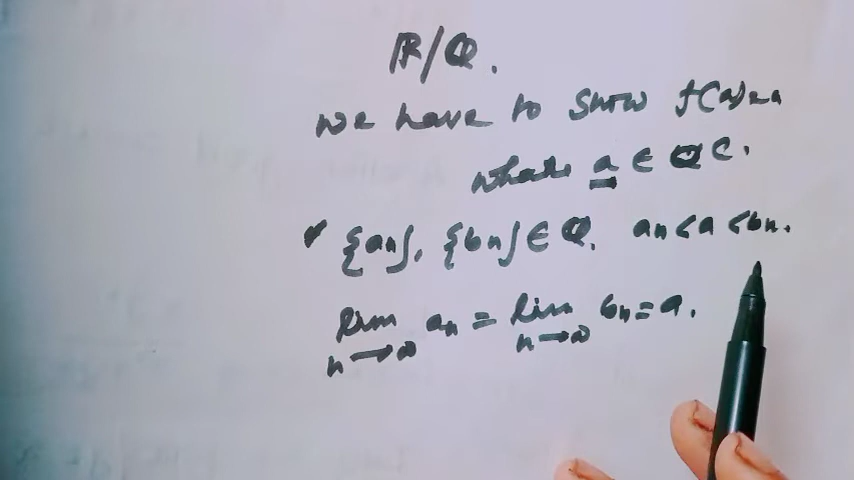 ℝ/ℚ.
We have to show f(a)=a
where a ∈ ℚᶜ.
{an}, {bn} ∈ ℚ. an < a < bn.
lim n→∞ an = lim n→∞ bn = a.